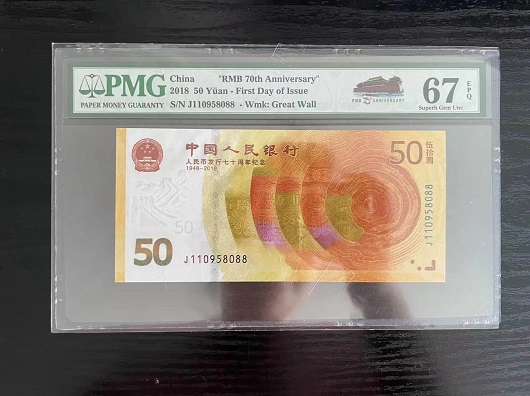 PMG
PAPER MONEY GUARANTY
China "RMB 70th Anniversary"
2018 50 Yüan - First Day of Issue
S/N J110958088 - Wmk: Great Wall
RMB
67
EPQ
Superb Gem Unc
中国人民银行
人民币发行七十周年纪念
1948-2018
50
伍拾圆
50
50
J110958088
J110958088